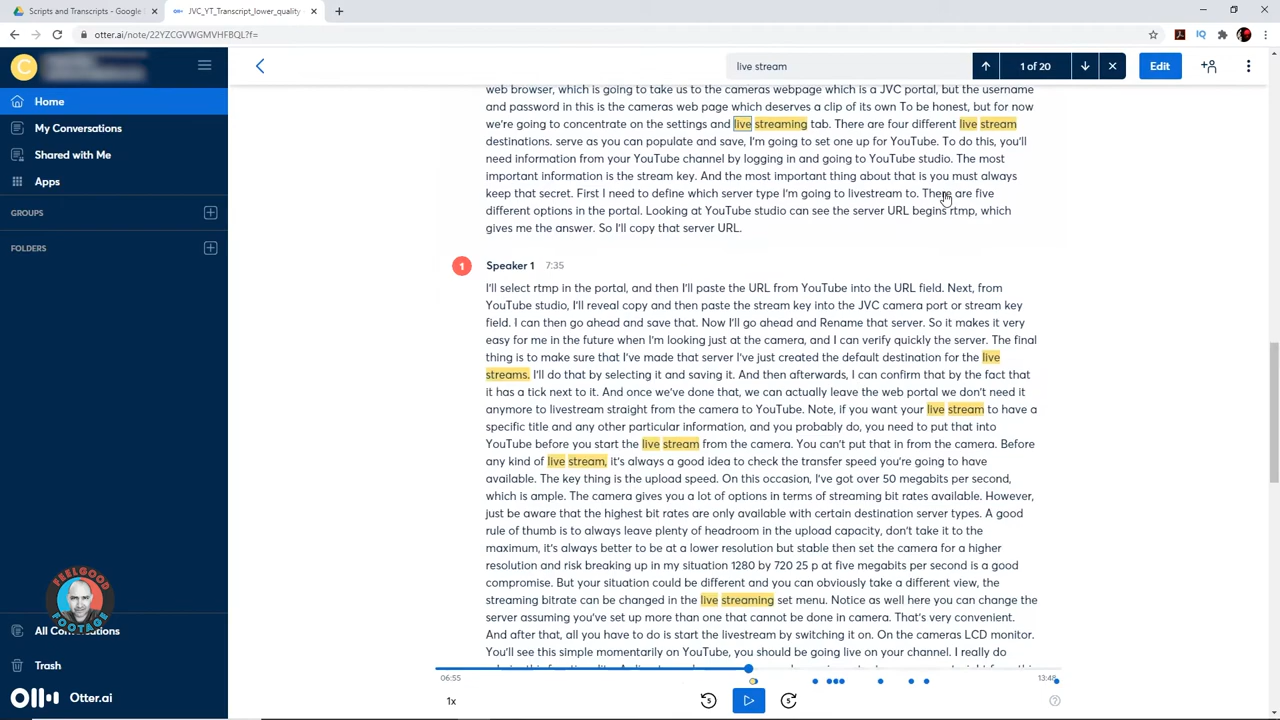 Scripts and Transcripts - Google
JVC_YT_Transcript_lower_quality
otter.ai/note/22YZCGVWGMVHFBQL?f=
C
live stream
1 of 20
Edit
Home
My Conversations
Shared with Me
Apps
GROUPS
FOLDERS
web browser, which is going to take us to the cameras webpage which is a JVC portal, but the username
and password in this is the cameras web page which deserves a clip of its own To be honest, but for now
we're going to concentrate on the settings and live streaming tab. There are four different live stream
destinations. serve as you can populate and save, I'm going to set one up for YouTube. To do this, you'll
need information from your YouTube channel by logging in and going to YouTube studio. The most
important information is the stream key. And the most important thing about that is you must always
keep that secret. First I need to define which server type I'm going to livestream to. There are five
different options in the portal. Looking at YouTube studio can see the server URL begins rtmp, which
gives me the answer. So I'll copy that server URL.
1 Speaker 1 7:35
I'll select rtmp in the portal, and then I'll paste the URL from YouTube into the URL field. Next, from
YouTube studio, I'll reveal copy and then paste the stream key into the JVC camera port or stream key
field. I can then go ahead and save that. Now I'll go ahead and Rename that server. So it makes it very
easy for me in the future when I'm looking just at the camera, and I can verify quickly the server. The final
thing is to make sure that I've made that server I've just created the default destination for the live
streams. I'll do that by selecting it and saving it. And then afterwards, I can confirm that by the fact that
it has a tick next to it. And once we've done that, we can actually leave the web portal we don't need it
anymore to livestream straight from the camera to YouTube. Note, if you want your live stream to have a
specific title and any other particular information, and you probably do, you need to put that into
YouTube before you start the live stream from the camera. You can't put that in from the camera. Before
any kind of live stream, it's always a good idea to check the transfer speed you're going to have
available. The key thing is the upload speed. On this occasion, I've got over 50 megabits per second,
which is ample. The camera gives you a lot of options in terms of streaming bit rates available. However,
just be aware that the highest bit rates are only available with certain destination server types. A good
rule of thumb is to always leave plenty of headroom in the upload capacity, don't take it to the
maximum, it's always better to be at a lower resolution but stable then set the camera for a higher
resolution and risk breaking up in my situation 1280 by 720 25 p at five megabits per second is a good
compromise. But your situation could be different and you can obviously take a different view, the
streaming bitrate can be changed in the live streaming set menu. Notice as well here you can change the
server assuming you've set up more than one that cannot be done in camera. That's very convenient.
And after that, all you have to do is start the livestream by switching it on. On the cameras LCD monitor.
You'll see this simple momentarily on YouTube, you should be going live on your channel. I really do
FEELGOOD
FOOTAGE
All Conversations
Trash
Otter.ai
06:55
13:48
1x
5
5